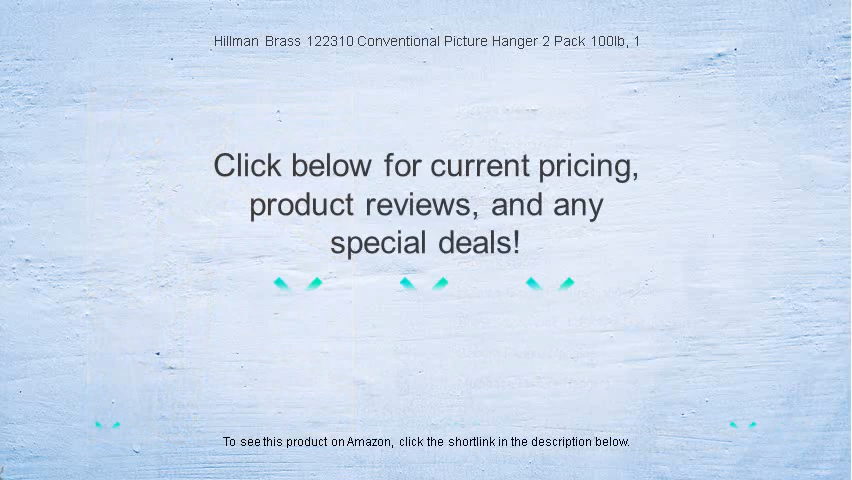 Hillman Brass 122310 Conventional Picture Hanger 2 Pack 100lb, 1
Click below for current pricing,
product reviews, and any
special deals!
To see this product on Amazon, click the shortlink in the description below.